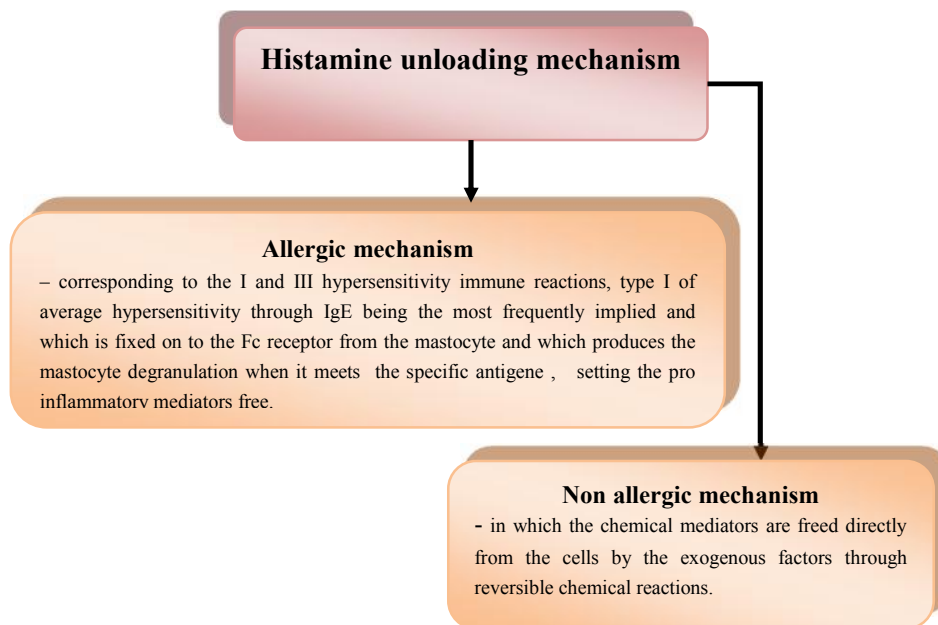 Histamine unloading mechanism
Allergic mechanism
– corresponding to the I and III hypersensitivity immune reactions, type I of
average hypersensitivity through IgE being the most frequently implied and
which is fixed on to the Fc receptor from the mastocyte and which produces the
mastocyte degranulation when it meets the specific antigene , setting the pro
inflammatory mediators free.
Non allergic mechanism
- in which the chemical mediators are freed directly
from the cells by the exogenous factors through
reversible chemical reactions.